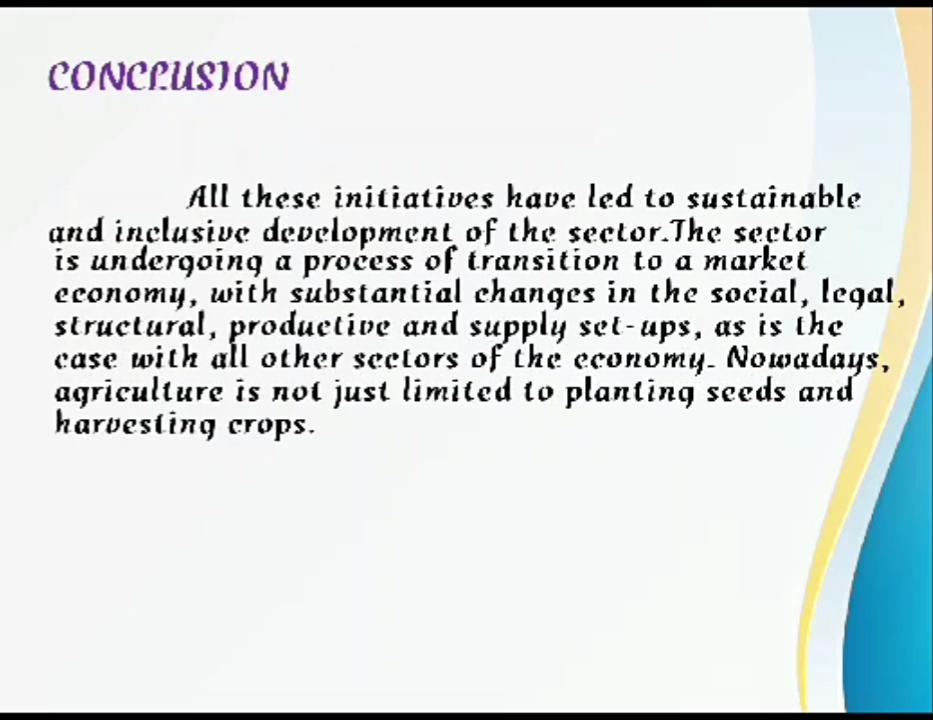 CONCLUSION
All these initiatives have led to sustainable
and inclusive development of the sector.The sector
is undergoing a process of transition to a market
economy, with substantial changes in the social, legal,
structural, productive and supply set-ups, as is the
case with all other sectors of the economy. Nowadays,
agriculture is not just limited to planting seeds and
harvesting crops.